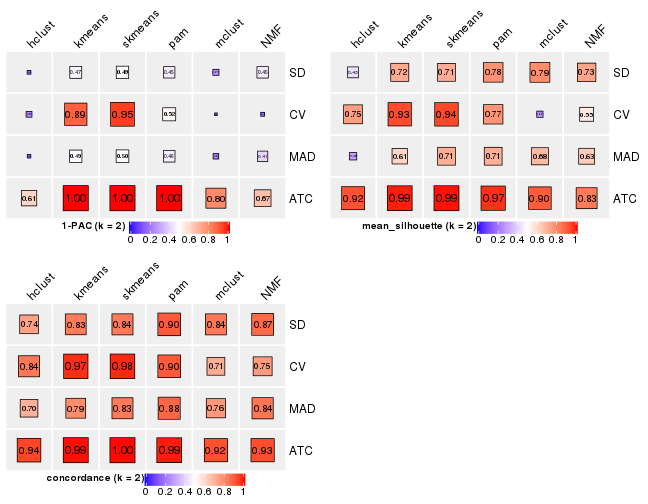 hclust kmeans skmeans pam mclust NMF
0.47 0.49 0.45 0.45 SD
0.89 0.95 0.52 CV
0.49 0.50 0.46 0.41 MAD
0.61 1.00 1.00 1.00 0.80 0.67 ATC
1-PAC (k = 2)
0 0.2 0.4 0.6 0.8 1
hclust kmeans skmeans pam mclust NMF
0.43 0.72 0.71 0.78 0.79 0.73 SD
0.75 0.93 0.94 0.77 0.55 CV
0.61 0.71 0.71 0.68 0.63 MAD
0.92 0.99 0.99 0.97 0.90 0.83 ATC
mean_silhouette (k = 2)
0 0.2 0.4 0.6 0.8 1
hclust kmeans skmeans pam mclust NMF
0.74 0.83 0.84 0.90 0.84 0.87 SD
0.84 0.97 0.98 0.90 0.71 0.75 CV
0.70 0.79 0.83 0.88 0.76 0.84 MAD
0.94 0.99 1.00 0.99 0.92 0.93 ATC
concordance (k = 2)
0 0.2 0.4 0.6 0.8 1